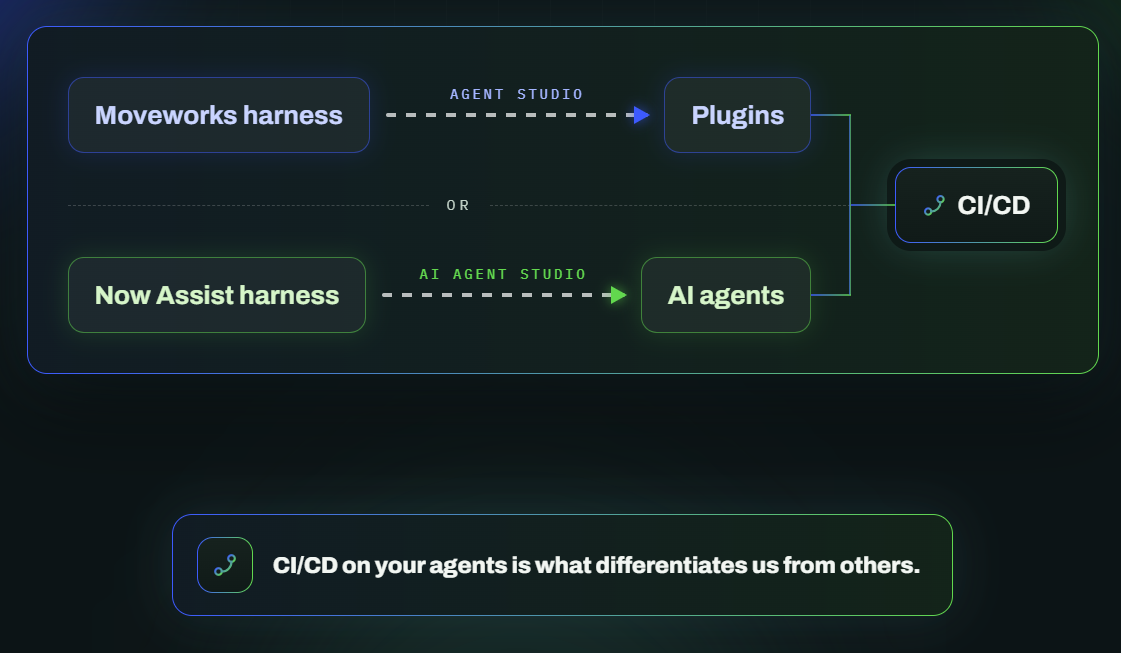 AGENT STUDIO
Moveworks harness
Plugins
OR
CI/CD
AI AGENT STUDIO
Now Assist harness
AI agents
CI/CD on your agents is what differentiates us from others.